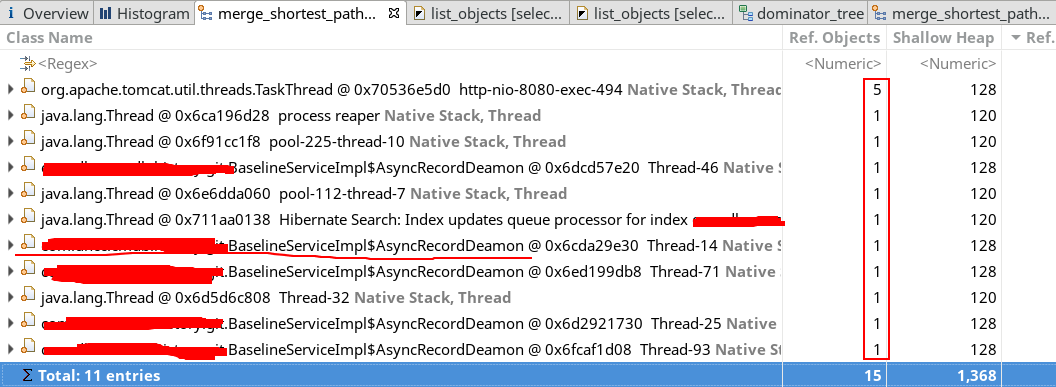 Overview Histogram merge_shortest_path... list_objects [selec... list_objects [selec... dominator_tree merge_shortest_path...
Class Name Ref. Objects Shallow Heap Ref.
<Regex> <Numeric> <Numeric>
org.apache.tomcat.util.threads.TaskThread @ 0x70536e5d0 http-nio-8080-exec-494 Native Stack, Thread 5 128
java.lang.Thread @ 0x6ca196d28 process reaper Native Stack, Thread 1 120
java.lang.Thread @ 0x6f91cc1f8 pool-225-thread-10 Native Stack, Thread 1 120
.BaselineServiceImpl$AsyncRecordDeamon @ 0x6dcd57e20 Thread-46 Native S 1 128
java.lang.Thread @ 0x6e6dda060 pool-112-thread-7 Native Stack, Thread 1 120
java.lang.Thread @ 0x711aa0138 Hibernate Search: Index updates queue processor for index 1 120
.BaselineServiceImpl$AsyncRecordDeamon @ 0x6cda29e30 Thread-14 Native S 1 128
.BaselineServiceImpl$AsyncRecordDeamon @ 0x6ed199db8 Thread-71 Native 1 128
java.lang.Thread @ 0x6d5d6c808 Thread-32 Native Stack, Thread 1 120
.BaselineServiceImpl$AsyncRecordDeamon @ 0x6d2921730 Thread-25 Native 1 128
.BaselineServiceImpl$AsyncRecordDeamon @ 0x6fcaf1d08 Thread-93 Native S 1 128
Σ Total: 11 entries 15 1,368